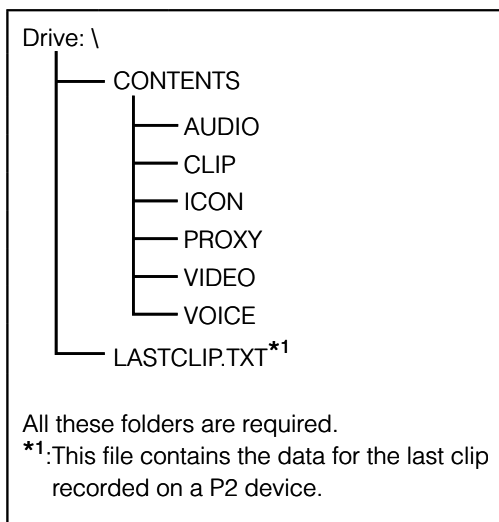 Drive: \
CONTENTS
AUDIO
CLIP
ICON
PROXY
VIDEO
VOICE
LASTCLIP.TXT*1
All these folders are required.
*1:This file contains the data for the last clip
recorded on a P2 device.